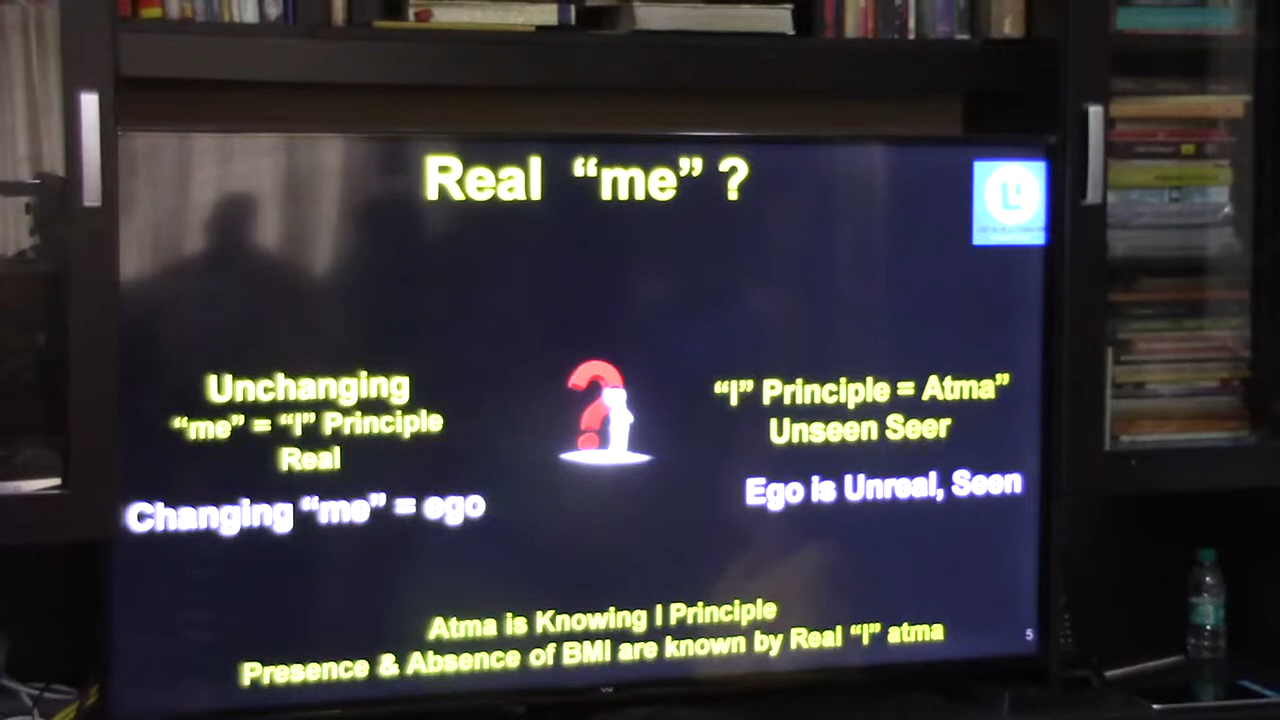 Real “me” ?
Unchanging
“me” = “I” Principle
Real
Changing “me” = ego
“I” Principle = Atma”
Unseen Seer
Ego is Unreal, Seen
Atma is Knowing I Principle
Presence & Absence of BMI are known by Real “I” atma
5